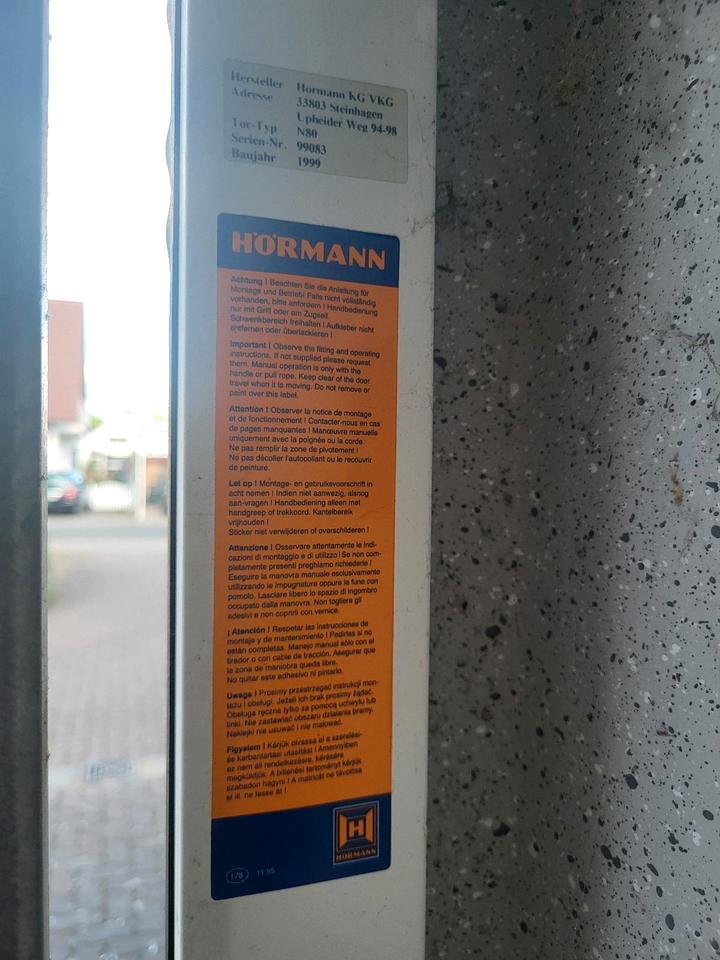 Hersteller Hörmann KG VKG
Adresse 33803 Steinhagen
Upheider Weg 94-98
Tor-Typ N80
Serien-Nr. 99083
Baujahr 1999
HÖRMANN
Achtung ! Beachten Sie die Anleitung für
Montage und Betrieb! Falls nicht vollständig
vorhanden, bitte anfordern ! Handbedienung
nur mit Griff oder am Zugseil.
Schwenkbereich freihalten ! Aufkleber nicht
entfernen oder überlackieren !
Important ! Observe the fitting and operating
instructions. If not supplied please request
them. Manual operation is only with the
handle or pull rope. Keep clear of the door
travel when it is moving. Do not remove or
paint over this label.
Attention ! Observer la notice de montage
et de fonctionnement ! Contacter-nous en cas
de pages manquantes ! Manœuvre manuelle
uniquement avec la poignée ou la corde.
Ne pas remplir la zone de pivotement !
Ne pas décoller l'autocollant ou le recouvrir
de peinture.
Let op ! Montage- en gebruiksvoorschrift in
acht nemen ! Indien niet aanwezig, alsnog
aan-vragen ! Handbediening alleen met
handgreep of trekkoord. Kantelbereik
vrijhouden !
Sticker niet verwijderen of overschilderen !
Attenzione ! Osservare attentamente le indi-
cazioni di montaggio e di utilizzo ! Se non com-
pletamente presenti preghiamo richiederle !
Eseguire la manovra manuale esclusivamente
utilizzando le impugnature oppure la fune con
pomolo. Lasciare libero lo spazio di ingombro
occupato dalla manovra. Non togliere gli
adesivi e non coprirli con vernice.
¡ Atención ! Respetar las instrucciones de
montaje y de mantenimiento ! Pedirlas si no
están completas. Manejo manual sólo con el
tirador o con cable de tracción. Asegurar que
la zona de maniobra queda libre.
No quitar este adhesivo ni pintarlo.
Uwaga ! Prosimy przestrzegać instrukcji mon-
tażu i obsługi. Jeżeli ich brak prosimy żądać.
Obsługa ręczna tylko za pomocą uchwytu lub
linki. Nie zastawiać obszaru działania bramy.
Naklejki nie usuwać i nie malować.
Figyelem ! Kérjük olvassa el a szerelési-
és karbantartási utasítást ! Amennyiben
ez nem áll rendelkezésre, kérésére
megküldjük. A billenési tartományt kérjük
szabadon hagyni ! A matricát ne távolítsa
el ill. ne fesse át !
H
HÖRMANN
178 11.95